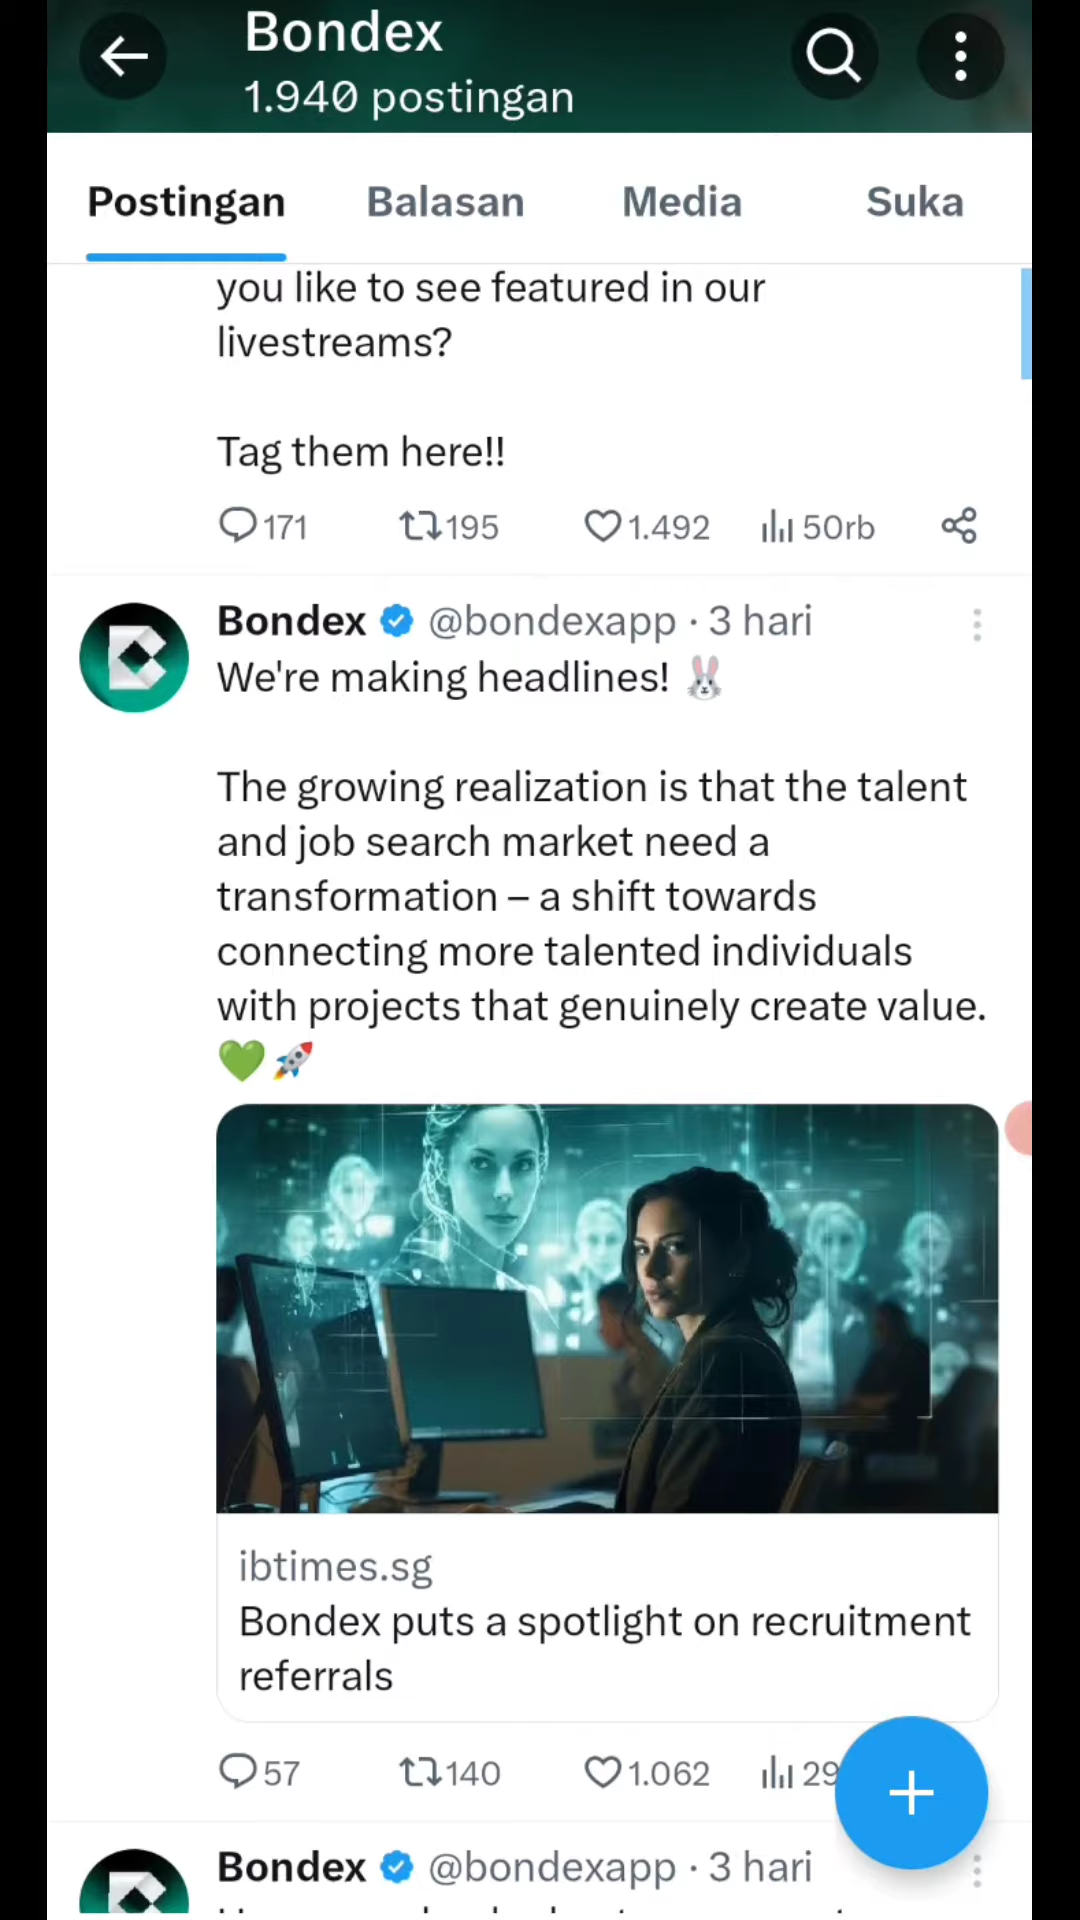 Bondex
1.940 postingan
Postingan Balasan Media Suka
you like to see featured in our
livestreams?
Tag them here!!
171 195 1.492 50rb
Bondex @bondexapp · 3 hari
We're making headlines! 🐰
The growing realization is that the talent
and job search market need a
transformation – a shift towards
connecting more talented individuals
with projects that genuinely create value.
💚🚀
ibtimes.sg
Bondex puts a spotlight on recruitment
referrals
57 140 1.062 29
Bondex @bondexapp · 3 hari